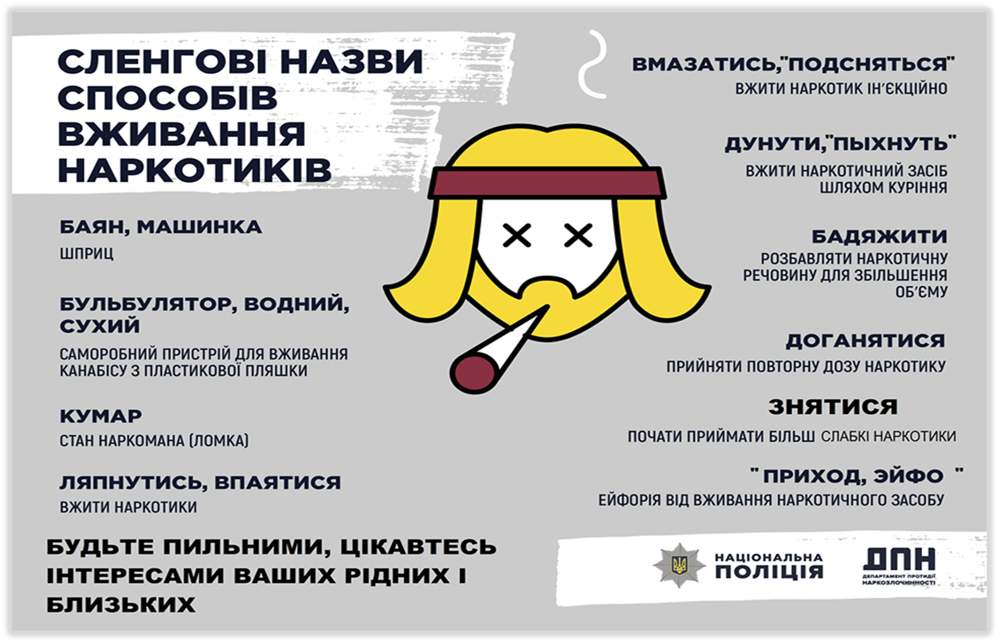 СЛЕНГОВІ НАЗВИ
СПОСОБІВ
ВЖИВАННЯ
НАРКОТИКІВ
БАЯН, МАШИНКА
ШПРИЦ
БУЛЬБУЛЯТОР, ВОДНИЙ,
СУХИЙ
САМОРОБНИЙ ПРИСТРІЙ ДЛЯ ВЖИВАННЯ
КАНАБІСУ З ПЛАСТИКОВОЇ ПЛЯШКИ
КУМАР
СТАН НАРКОМАНА (ЛОМКА)
ЛЯПНУТИСЬ, ВПАЯТИСЯ
ВЖИТИ НАРКОТИКИ
БУДЬТЕ ПИЛЬНИМИ, ЦІКАВТЕСЬ
ІНТЕРЕСАМИ ВАШИХ РІДНИХ І
БЛИЗЬКИХ
ВМАЗАТИСЬ,"ПОДСНЯТЬСЯ"
ВЖИТИ НАРКОТИК ІН’ЄКЦІЙНО
ДУНУТИ,"ПЫХНУТЬ"
ВЖИТИ НАРКОТИЧНИЙ ЗАСІБ
ШЛЯХОМ КУРІННЯ
БАДЯЖИТИ
РОЗБАВЛЯТИ НАРКОТИЧНУ
РЕЧОВИНУ ДЛЯ ЗБІЛЬШЕННЯ
ОБ’ЄМУ
ДОГАНЯТИСЯ
ПРИЙНЯТИ ПОВТОРНУ ДОЗУ НАРКОТИКУ
ЗНЯТИСЯ
ПОЧАТИ ПРИЙМАТИ БІЛЬШ СЛАБКІ НАРКОТИКИ
" ПРИХОД, ЭЙФО "
ЕЙФОРІЯ ВІД ВЖИВАННЯ НАРКОТИЧНОГО ЗАСОБУ
НАЦІОНАЛЬНА
ПОЛІЦІЯ
ДПН
ДЕПАРТАМЕНТ ПРОТИДІЇ
НАРКОЗЛОЧИННОСТІ